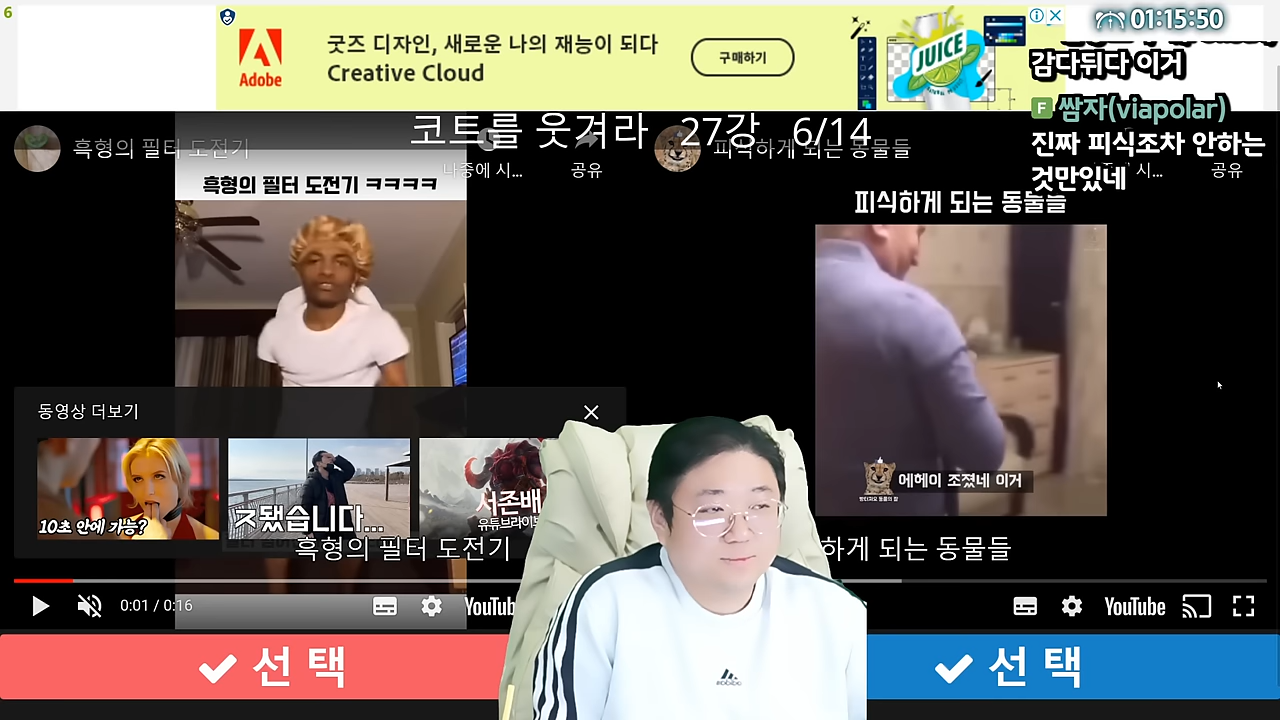 6
굿즈 디자인, 새로운 나의 재능이 되다
Creative Cloud
Adobe
구매하기
JUICE
01:15:50
감다뒤다 이거
F 쌈자(viapolar)
진짜 피식조차 안하는
것만있네
코트를 웃겨라 27강 6/14
흑형의 필터 도전기
나중에 시...
공유
피식하게 되는 동물들
시...
공유
흑형의 필터 도전기 ㅋㅋㅋㅋ
피식하게 되는 동물들
에헤이 조졌네 이거
동영상 더보기
10초 안에 가능?
ㅈ됐습니다...
서존배
흑형의 필터 도전기
하게 되는 동물들
0:01 / 0:16
YouTub
YouTube
선 택
선 택